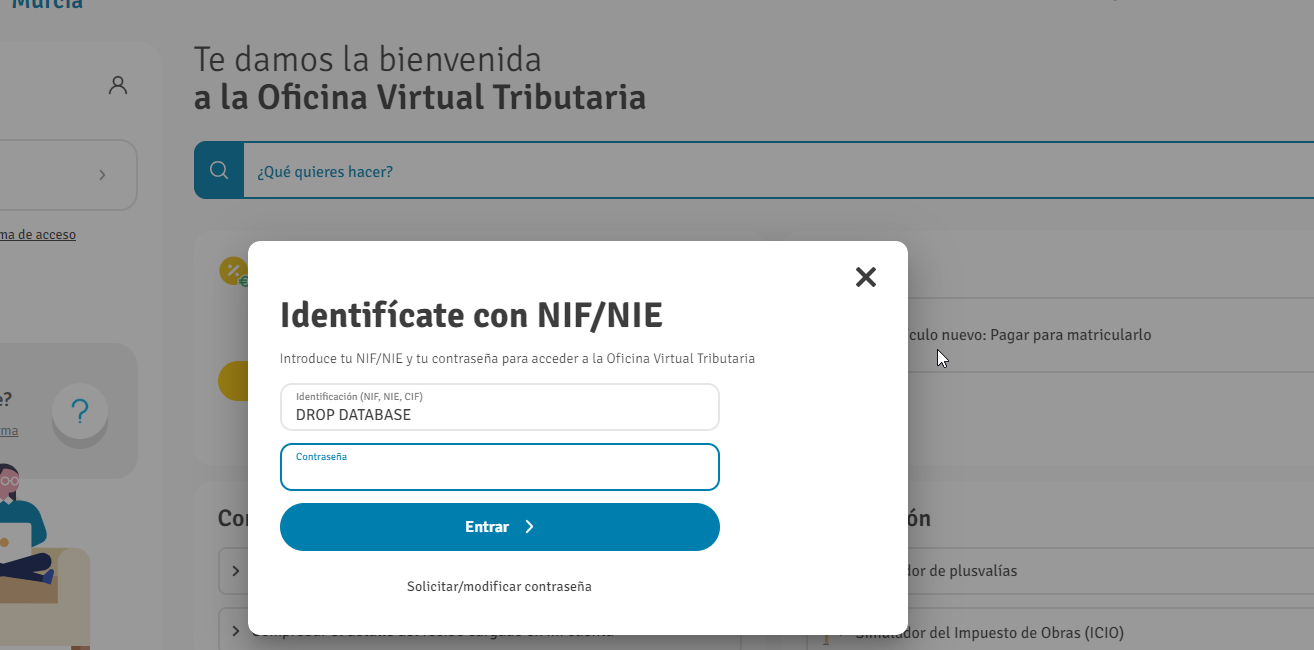 Murcia
Te damos la bienvenida
a la Oficina Virtual Tributaria
¿Qué quieres hacer?
ma de acceso
Identifícate con NIF/NIE
Introduce tu NIF/NIE y tu contraseña para acceder a la Oficina Virtual Tributaria
Identificación (NIF, NIE, CIF)
DROP DATABASE
Contraseña
Entrar
Solicitar/modificar contraseña
ículo nuevo: Pagar para matricularlo
e?
rma
?
Con
ón
dor de plusvalías
Simulador del Impuesto de Obras (ICIO)